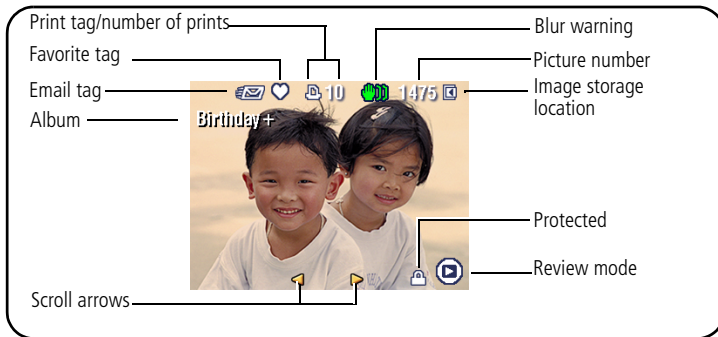 Print tag/number of prints
Favorite tag
Email tag
Album
Blur warning
Picture number
Image storage
location
10
1475
Birthday+
Protected
Review mode
Scroll arrows